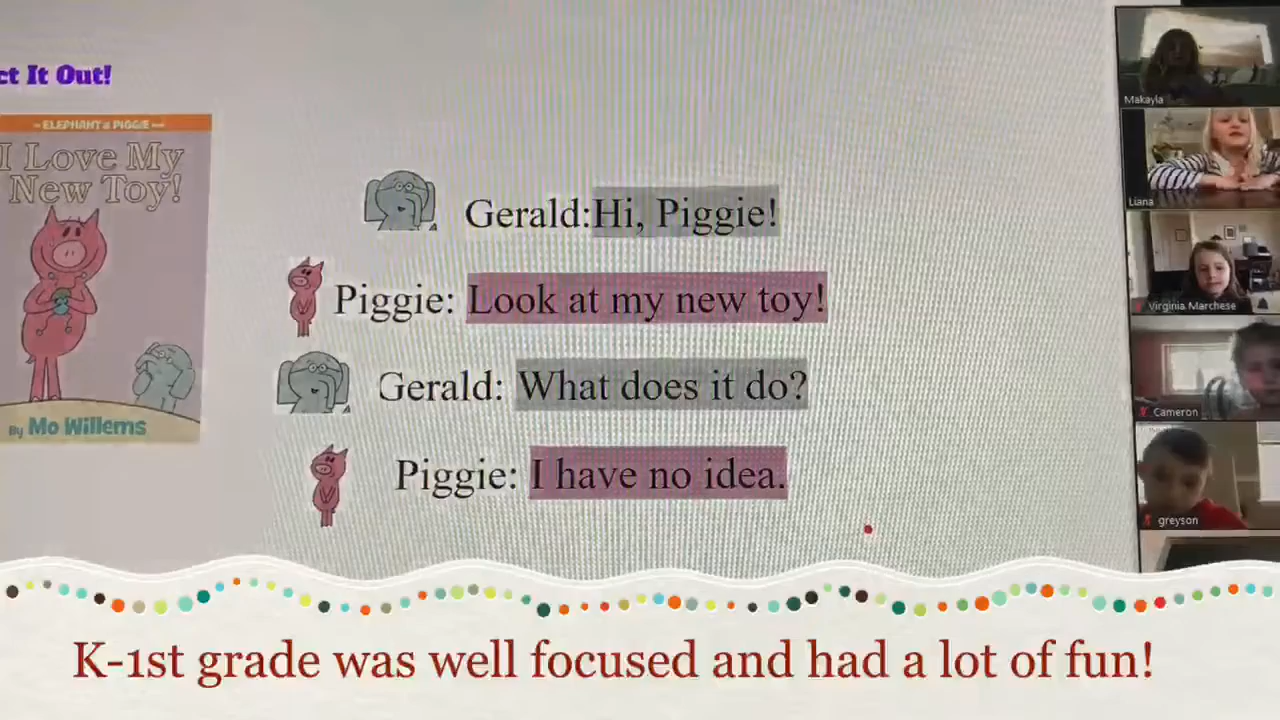 ct It Out!
ELEPHANT & PIGGIE
I Love My
New Toy!
By Mo Willems
Gerald:Hi, Piggie!
Piggie: Look at my new toy!
Gerald: What does it do?
Piggie: I have no idea.
Makayla
Liana
Virginia Marchese
Cameron
greyson
K-1st grade was well focused and had a lot of fun!